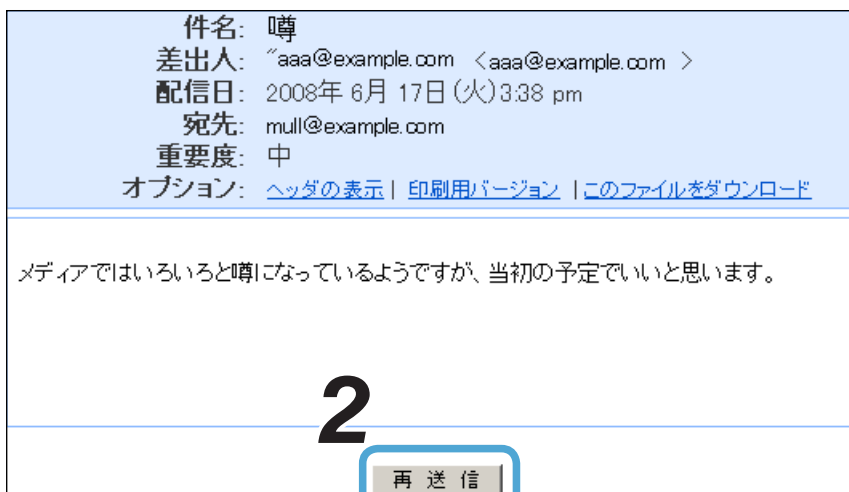 件名: 噂
差出人: ˝aaa@example.com <aaa@example.com >
配信日: 2008年 6月 17日(火)3:38 pm
宛先: mull@example.com
重要度: 中
オプション: ヘッダの表示 | 印刷用バージョン | このファイルをダウンロード
メディアではいろいろと噂になっているようですが、当初の予定でいいと思います。
2
再 送 信